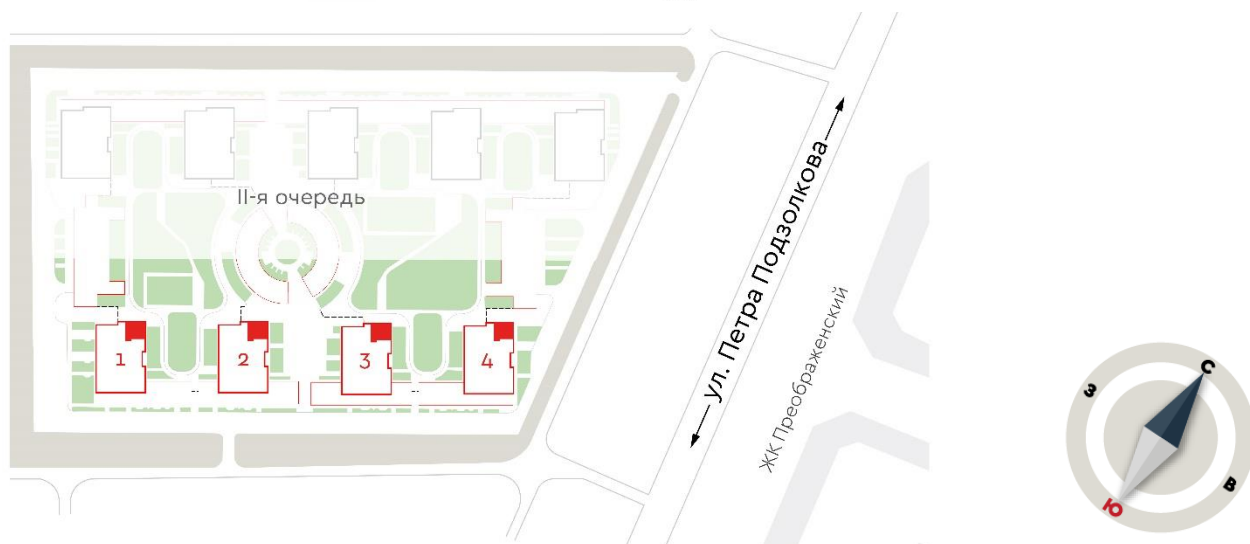 II-я очередь
1
2
3
4
ул. Петра Подзолкова
ЖК Преображенский
С
З
В
Ю